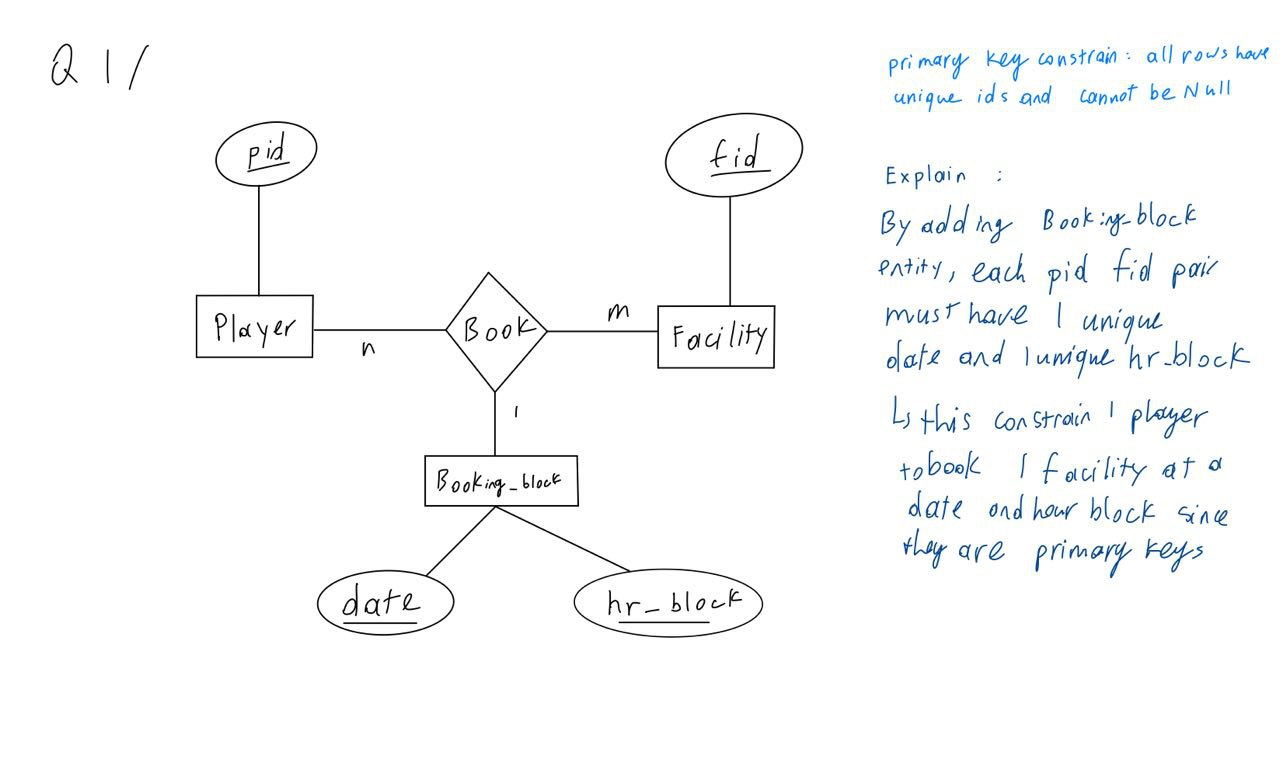 Q 1/
primary key constrain: all rows have
unique ids and cannot be Null
pid
fid
Explain :
By adding Booking_block
entity, each pid fid pair
must have 1 unique
date and 1 unique hr_block
↳ this constrain 1 player
to book 1 facility at a
date and hour block since
they are primary keys
Player
n
Book
m
Facility
1
Booking_block
date
hr_block